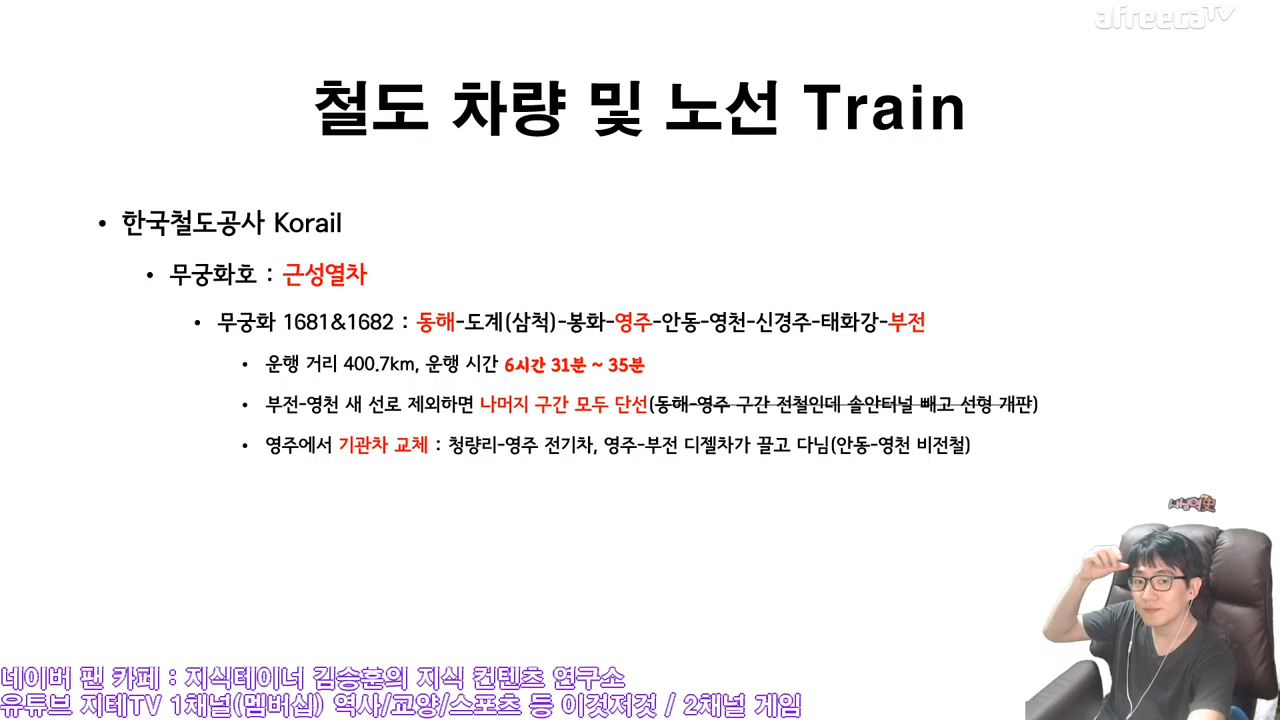 afreecaTV
철도 차량 및 노선 Train
• 한국철도공사 Korail
• 무궁화호 : 근성열차
• 무궁화 1681&1682 : 동해-도계(삼척)-봉화-영주-안동-영천-신경주-태화강-부전
• 운행 거리 400.7km, 운행 시간 6시간 31분 ~ 35분
• 부전-영천 새 선로 제외하면 나머지 구간 모두 단선(동해-영주 구간 전철인데 솔안터널 빼고 선형 개판)
• 영주에서 기관차 교체 : 청량리-영주 전기차, 영주-부전 디젤차가 끌고 다님(안동-영천 비전철)
네이버 팬 카페 : 지식테이너 김승훈의 지식 컨텐츠 연구소
유튜브 지테TV 1채널(멤버십) 역사/교양/스포츠 등 이것저것 / 2채널 게임